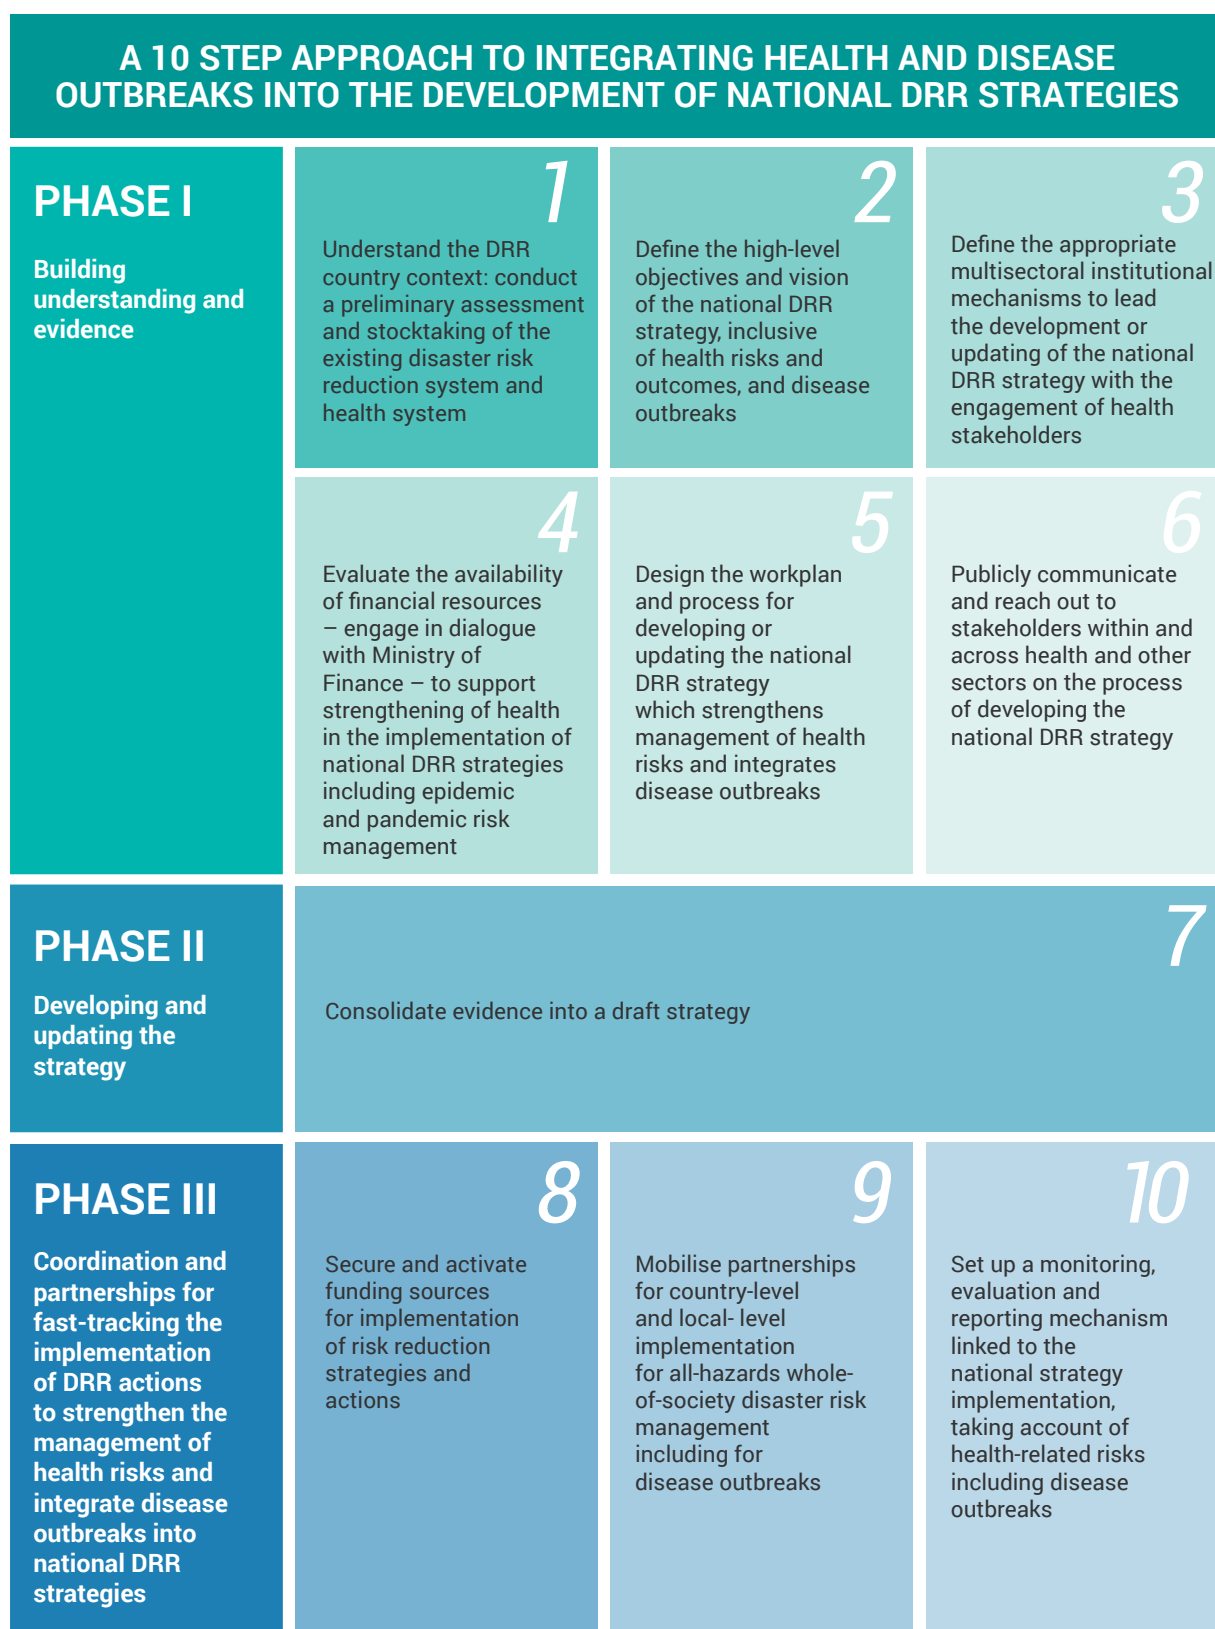 A 10 STEP APPROACH TO INTEGRATING HEALTH AND DISEASE
OUTBREAKS INTO THE DEVELOPMENT OF NATIONAL DRR STRATEGIES
PHASE I
Building
understanding and
evidence
1
Understand the DRR
country context: conduct
a preliminary assessment
and stocktaking of the
existing disaster risk
reduction system and
health system
2
Define the high-level
objectives and vision
of the national DRR
strategy, inclusive
of health risks and
outcomes, and disease
outbreaks
3
Define the appropriate
multisectoral institutional
mechanisms to lead
the development or
updating of the national
DRR strategy with the
engagement of health
stakeholders
4
Evaluate the availability
of financial resources
– engage in dialogue
with Ministry of
Finance – to support
strengthening of health
in the implementation of
national DRR strategies
including epidemic
and pandemic risk
management
5
Design the workplan
and process for
developing or
updating the national
DRR strategy
which strengthens
management of health
risks and integrates
disease outbreaks
6
Publicly communicate
and reach out to
stakeholders within and
across health and other
sectors on the process
of developing the
national DRR strategy
PHASE II
Developing and
updating the
strategy
7
Consolidate evidence into a draft strategy
PHASE III
Coordination and
partnerships for
fast-tracking the
implementation
of DRR actions
to strengthen the
management of
health risks and
integrate disease
outbreaks into
national DRR
strategies
8
Secure and activate
funding sources
for implementation
of risk reduction
strategies and
actions
9
Mobilise partnerships
for country-level
and local- level
implementation
for all-hazards whole-
of-society disaster risk
management
including for
disease outbreaks
10
Set up a monitoring,
evaluation and
reporting mechanism
linked to the
national strategy
implementation,
taking account of
health-related risks
including disease
outbreaks